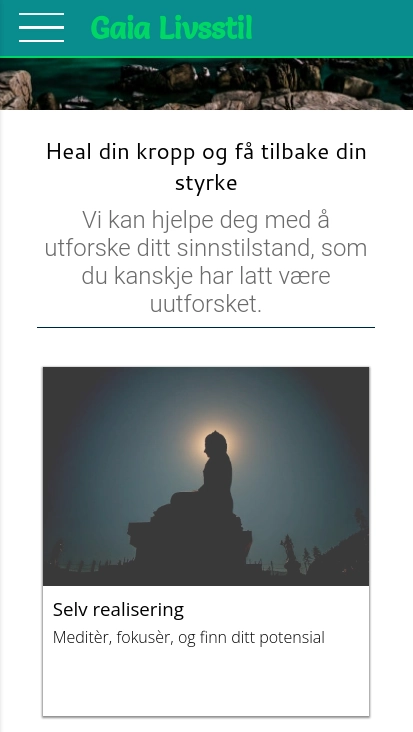 Gaia Livsstil
Heal din kropp og få tilbake din
styrke
Vi kan hjelpe deg med å
utforske ditt sinnstilstand, som
du kanskje har latt være
uutforsket.
Selv realisering
Meditèr, fokusèr, og finn ditt potensial